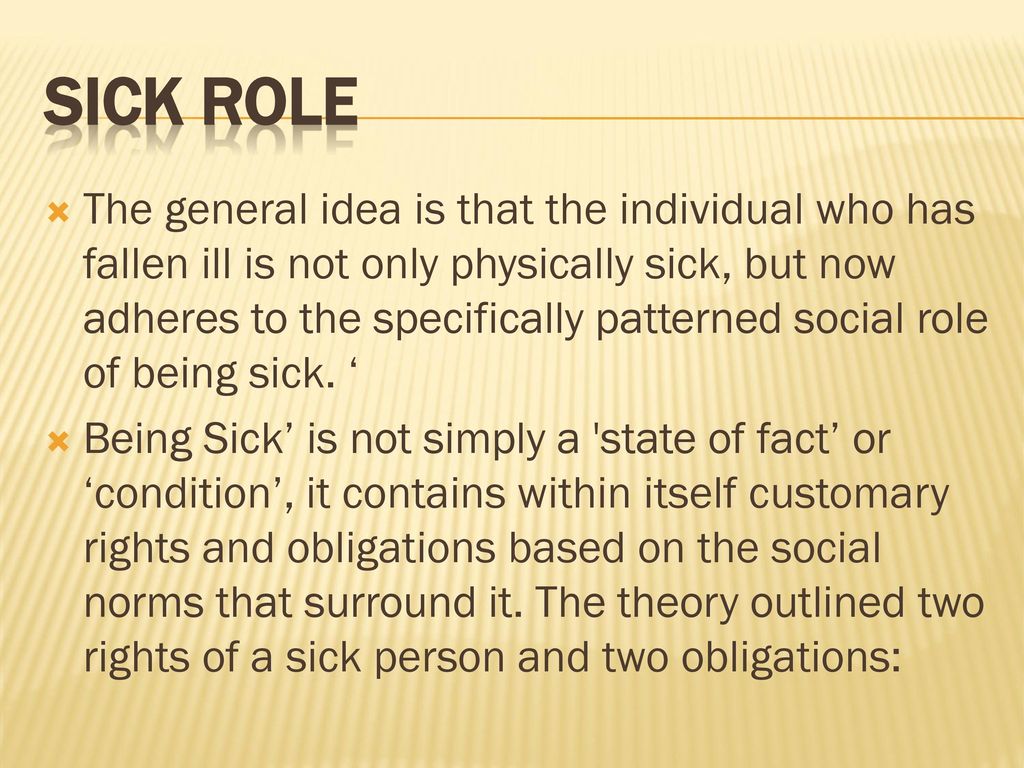 SICK ROLE
The general idea is that the individual who has
fallen ill is not only physically sick, but now
adheres to the specifically patterned social role
of being sick. ‘
Being Sick’ is not simply a 'state of fact’ or
‘condition’, it contains within itself customary
rights and obligations based on the social
norms that surround it. The theory outlined two
rights of a sick person and two obligations: